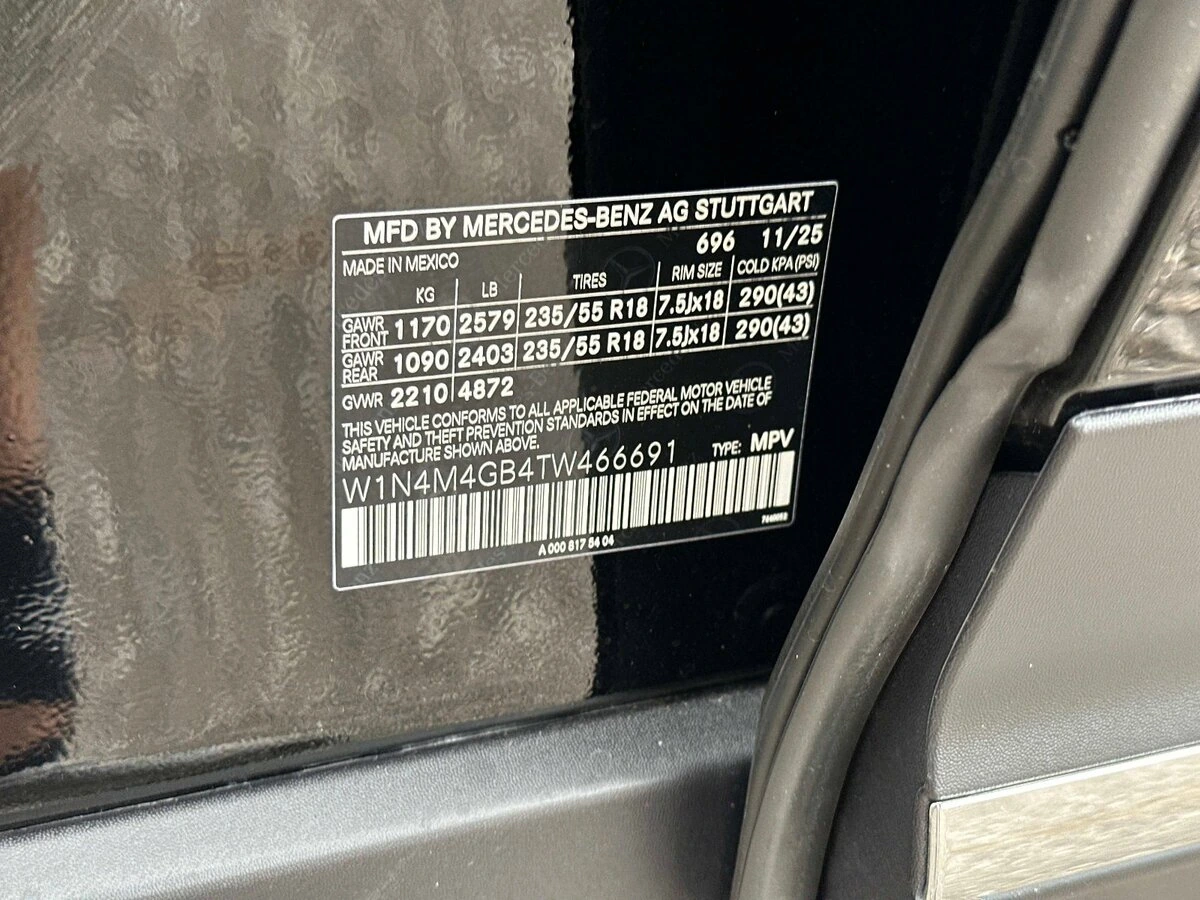 MFD BY MERCEDES-BENZ AG STUTTGART
696 11/25
MADE IN MEXICO
KG LB TIRES RIM SIZE COLD KPA (PSI)
GAWR FRONT 1170 2579 235/55 R18 7.5Jx18 290(43)
GAWR REAR 1090 2403 235/55 R18 7.5Jx18 290(43)
GVWR 2210 4872
THIS VEHICLE CONFORMS TO ALL APPLICABLE FEDERAL MOTOR VEHICLE
SAFETY AND THEFT PREVENTION STANDARDS IN EFFECT ON THE DATE OF
MANUFACTURE SHOWN ABOVE.
TYPE: MPV
W1N4M4GB4TW466691
A 000 817 54 04